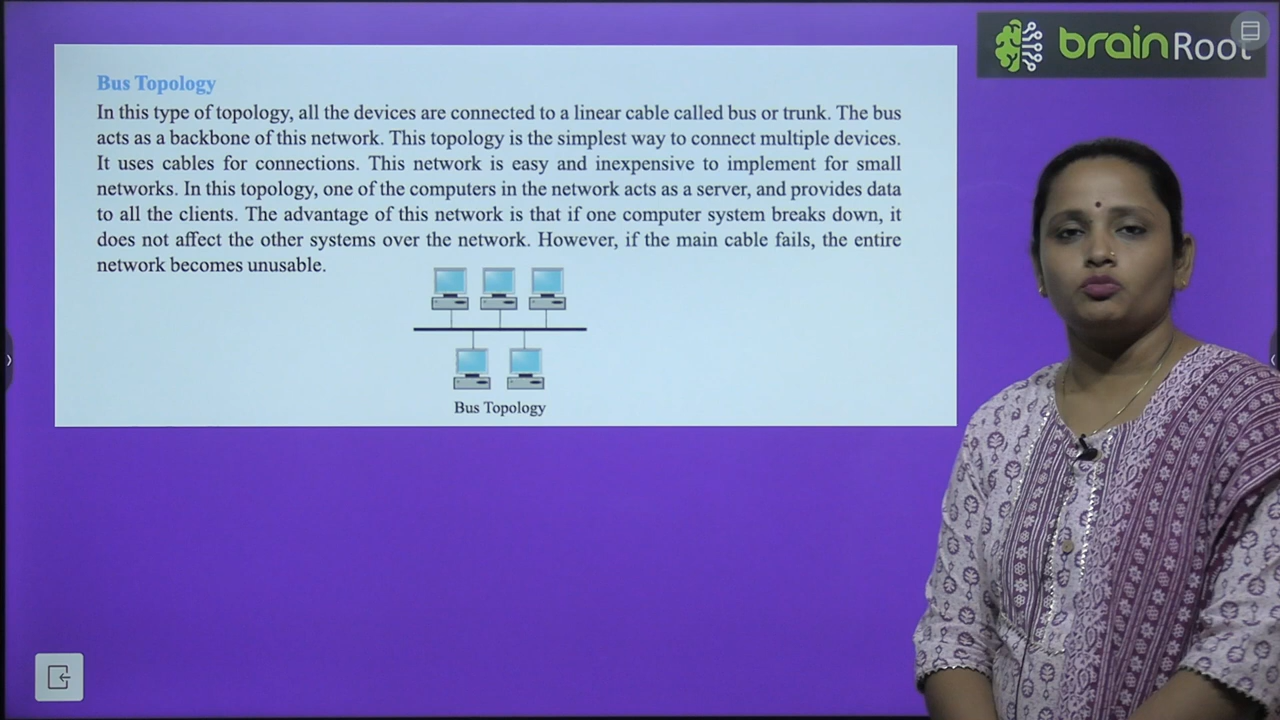 brainRoot
Bus Topology
In this type of topology, all the devices are connected to a linear cable called bus or trunk. The bus
acts as a backbone of this network. This topology is the simplest way to connect multiple devices.
It uses cables for connections. This network is easy and inexpensive to implement for small
networks. In this topology, one of the computers in the network acts as a server, and provides data
to all the clients. The advantage of this network is that if one computer system breaks down, it
does not affect the other systems over the network. However, if the main cable fails, the entire
network becomes unusable.
Bus Topology